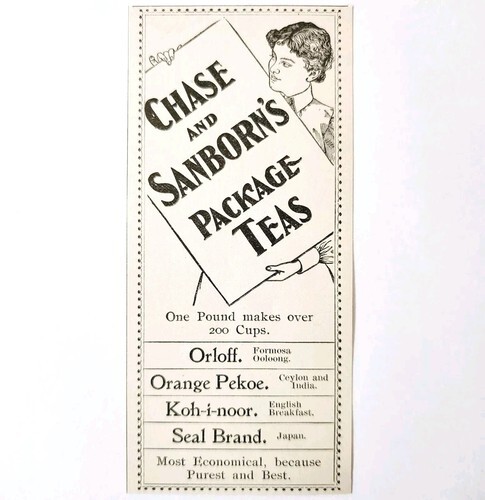 CHASE
AND
SANBORN'S
PACKAGE
TEAS
One Pound makes over
200 Cups.
Orloff. Formosa
Ooloong.
Orange Pekoe. Ceylon and
India.
Koh-i-noor. English
Breakfast.
Seal Brand. Japan.
Most Economical, because
Purest and Best.